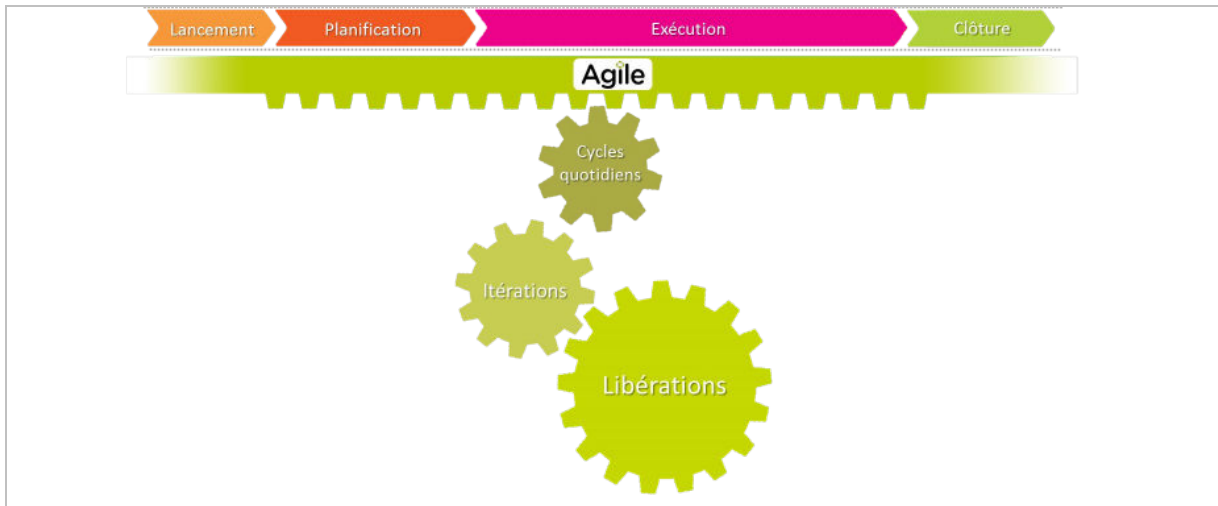 Lancement Planification Exécution Clôture
Agile
Cycles
quotidiens
Itérations
Libérations